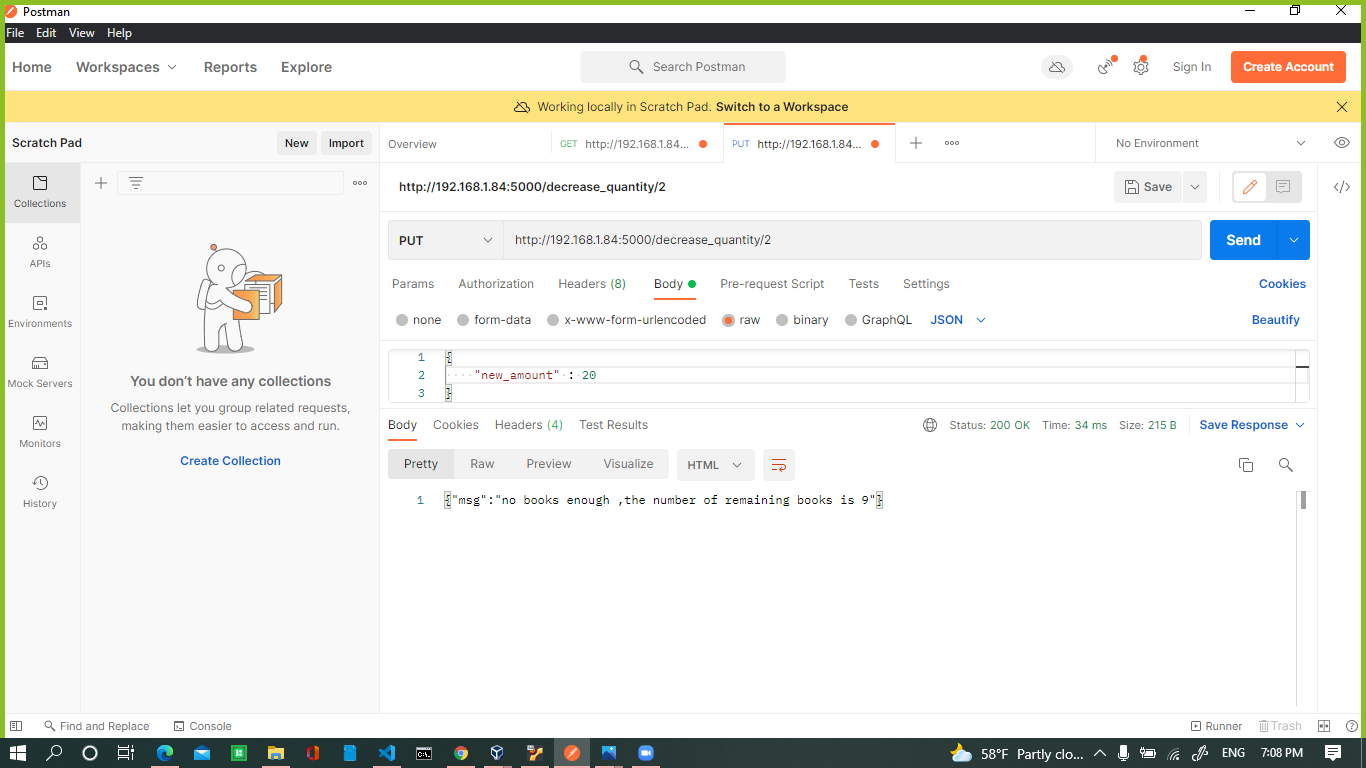 Postman
File Edit View Help
Home Workspaces Reports Explore Search Postman Sign In Create Account
Working locally in Scratch Pad. Switch to a Workspace
Scratch Pad New Import Overview GET http://192.168.1.84... PUT http://192.168.1.84... No Environment
http://192.168.1.84:5000/decrease_quantity/2 Save
Collections
PUT http://192.168.1.84:5000/decrease_quantity/2 Send
APIs
Params Authorization Headers (8) Body Pre-request Script Tests Settings Cookies
Environments
none form-data x-www-form-urlencoded raw binary GraphQL JSON Beautify
Mock Servers
1 {
2 "new_amount" : 20
3 }
You don't have any collections
Collections let you group related requests,
making them easier to access and run.
Create Collection
Monitors
History
Body Cookies Headers (4) Test Results Status: 200 OK Time: 34 ms Size: 215 B Save Response
Pretty Raw Preview Visualize HTML
1 {"msg":"no books enough ,the number of remaining books is 9"}
Find and Replace Console Runner Trash
58°F Partly clo... ENG 7:08 PM